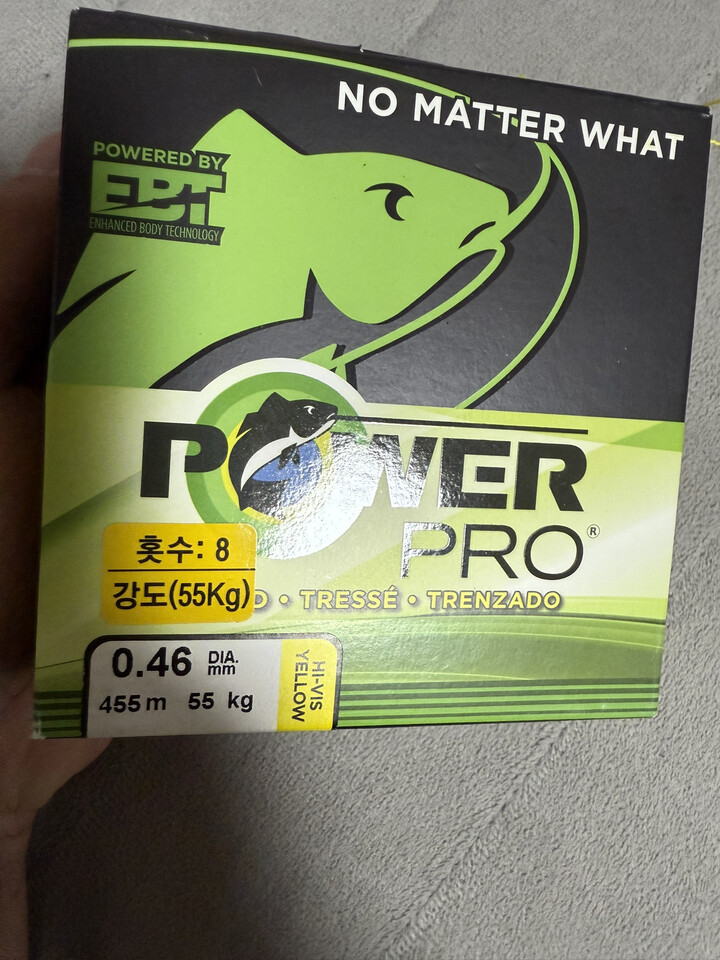 NO MATTER WHAT
POWERED BY
EBT
ENHANCED BODY TECHNOLOGY
POWER
PRO®
홋수: 8
강도(55Kg)
D • TRESSÉ • TRENZADO
0.46 DIA. mm
455 m 55 kg
HI-VIS
YELLOW